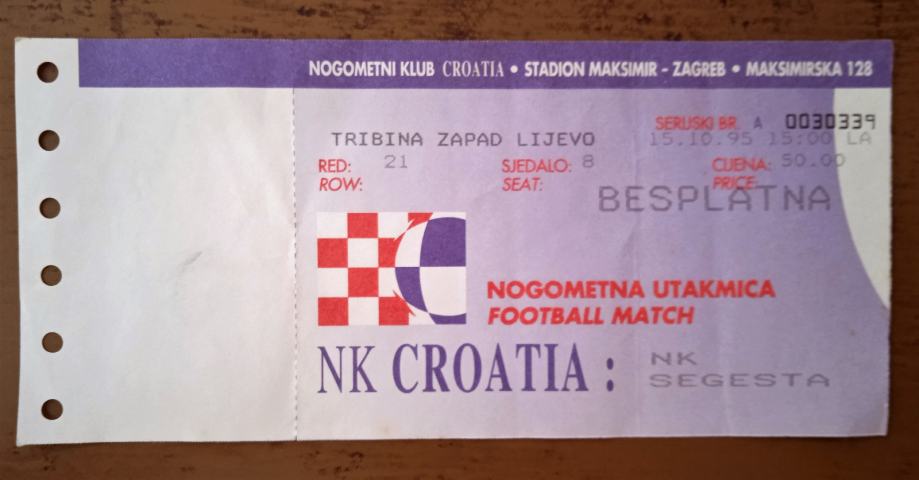 NOGOMETNI KLUB CROATIA • STADION MAKSIMIR - ZAGREB • MAKSIMIRSKA 128
SERIJSKI BR. A 0030339
TRIBINA ZAPAD LIJEVO 15.10.95 15:00 LA
RED: 21 SJEDALO: 8 CIJENA: 50.00
ROW: SEAT: PRICE:
BESPLATNA
NOGOMETNA UTAKMICA
FOOTBALL MATCH
NK CROATIA : NK
SEGESTA